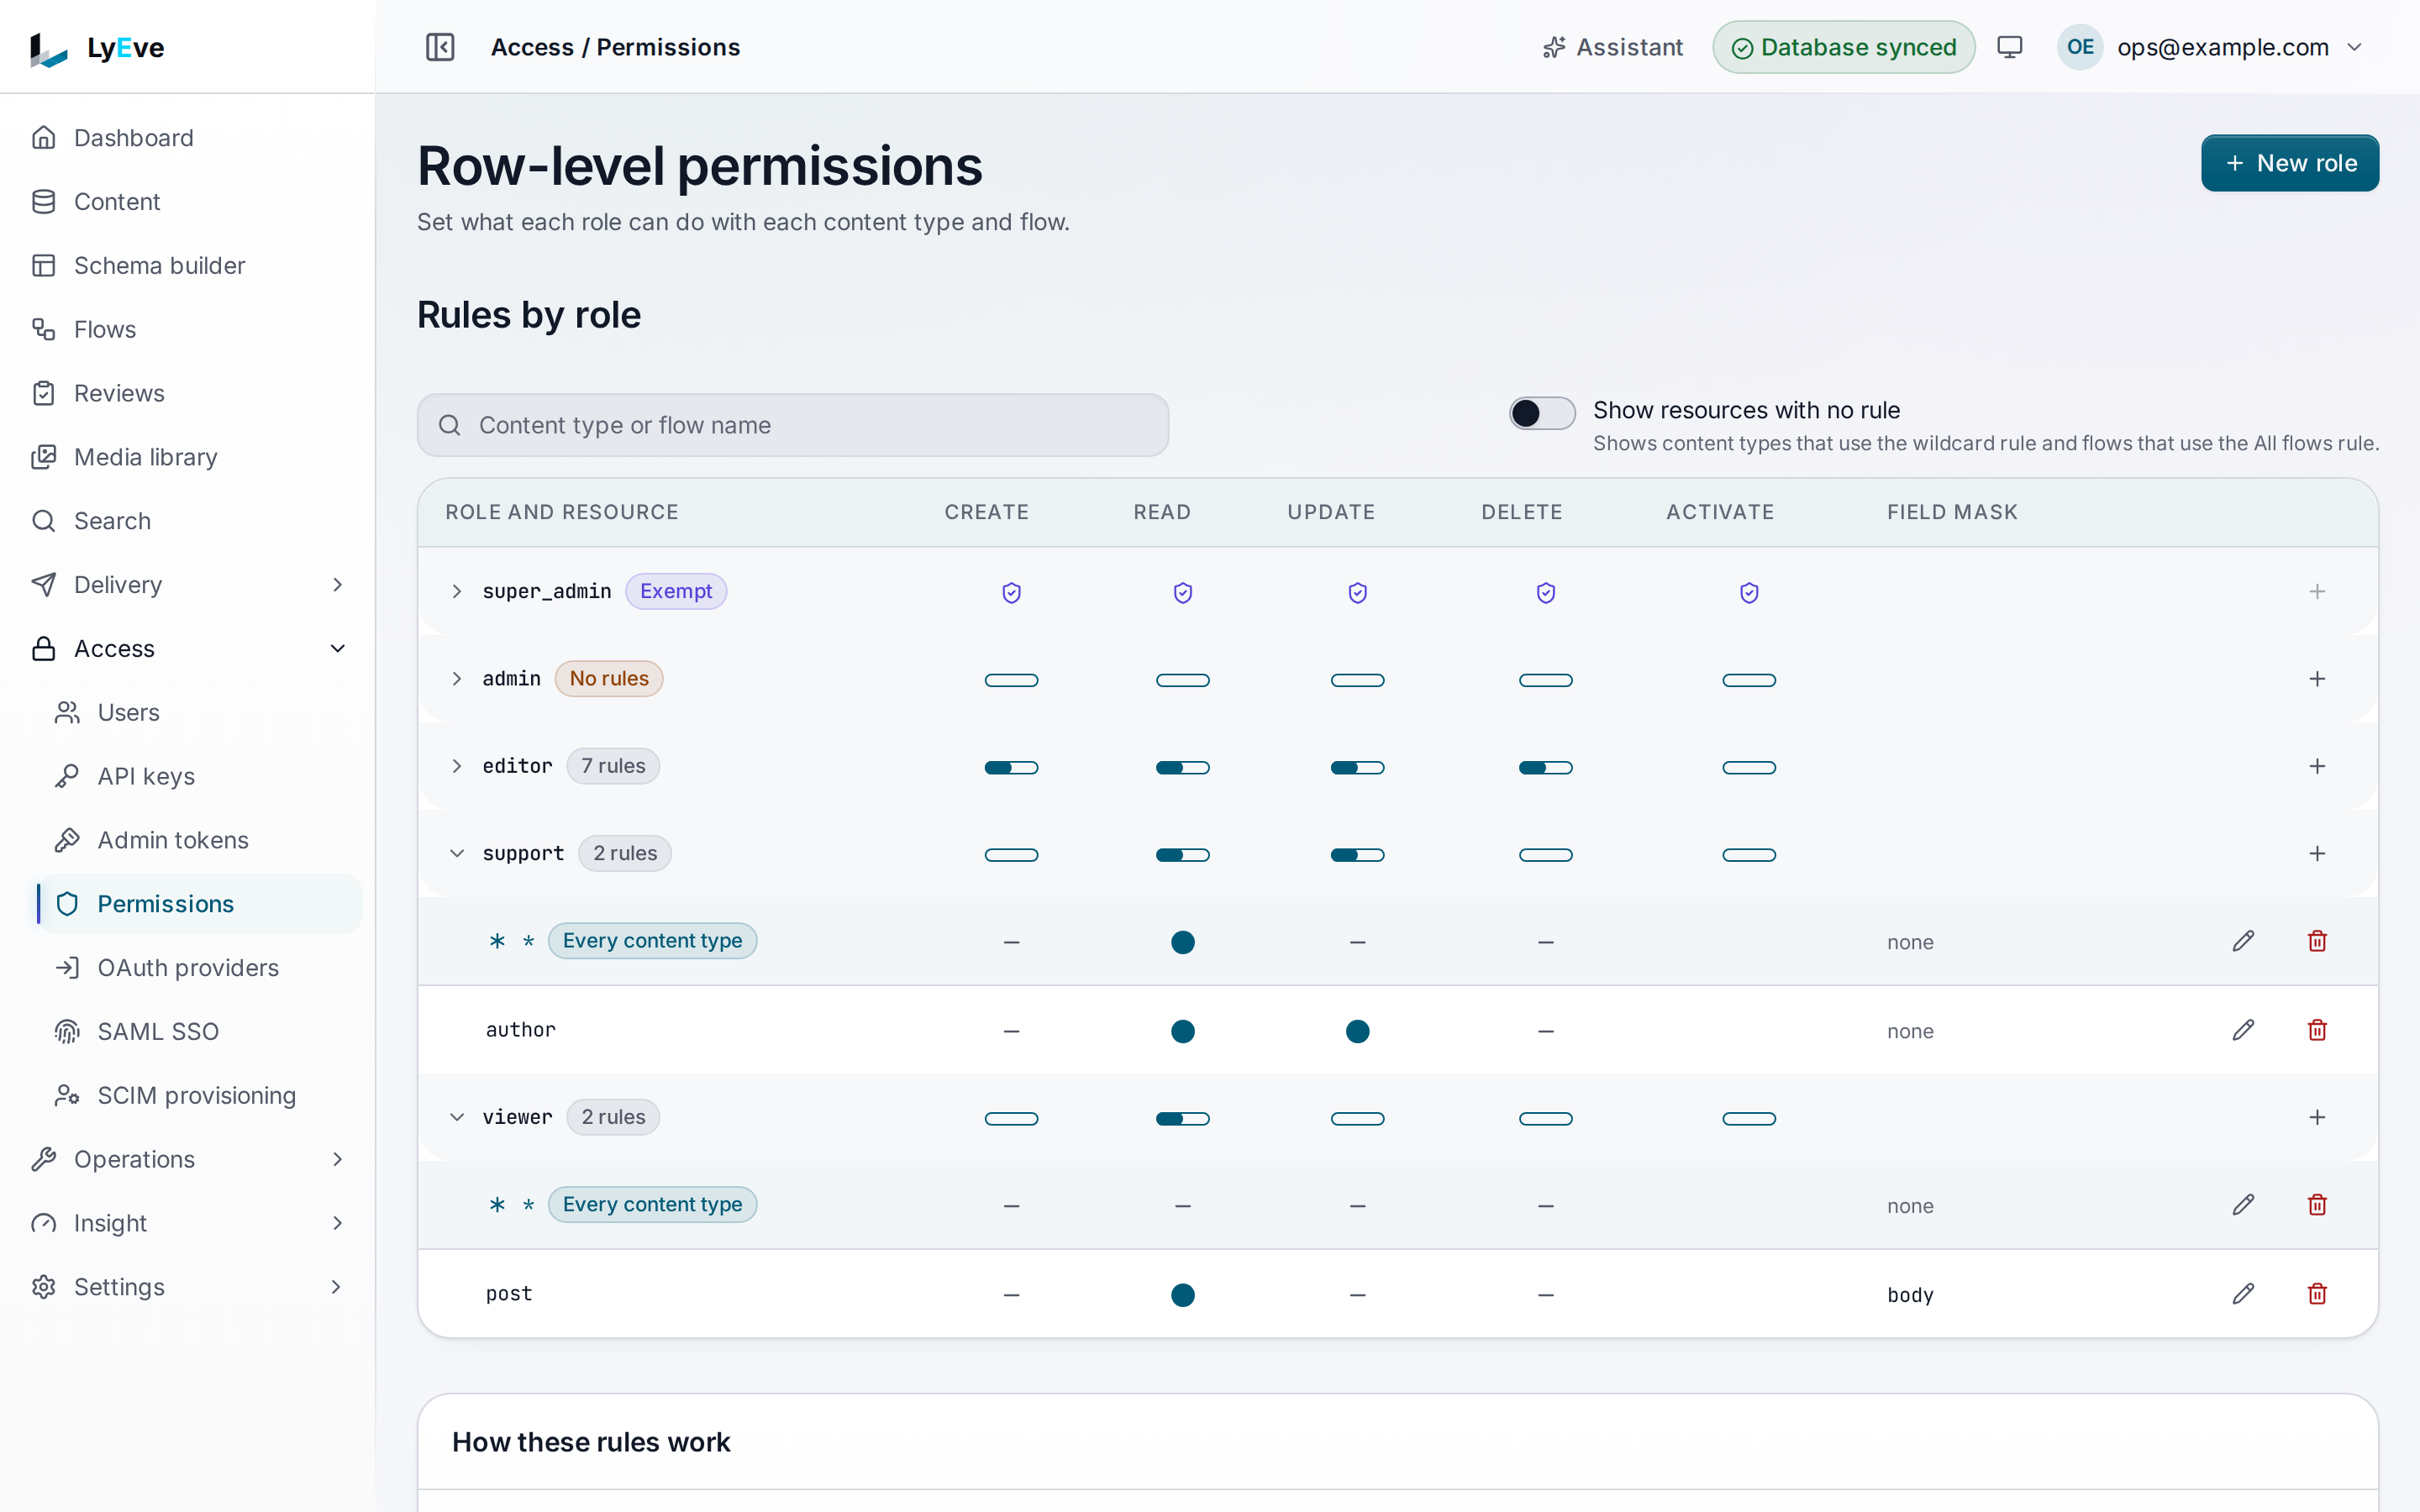 LyEve
Access / Permissions
Assistant
Database synced
OE
ops@example.com
Dashboard
Content
Schema builder
Flows
Reviews
Media library
Search
Delivery
Access
Users
API keys
Admin tokens
Permissions
OAuth providers
SAML SSO
SCIM provisioning
Operations
Insight
Settings
Row-level permissions
New role
Set what each role can do with each content type and flow.
Rules by role
Content type or flow name
Show resources with no rule
Shows content types that use the wildcard rule and flows that use the All flows rule.
ROLE AND RESOURCE CREATE READ UPDATE DELETE ACTIVATE FIELD MASK
super_admin Exempt
admin No rules
editor 7 rules
support 2 rules
* Every content type – – – none
author – – none
viewer 2 rules
* Every content type – – – – none
post – – – body
How these rules work